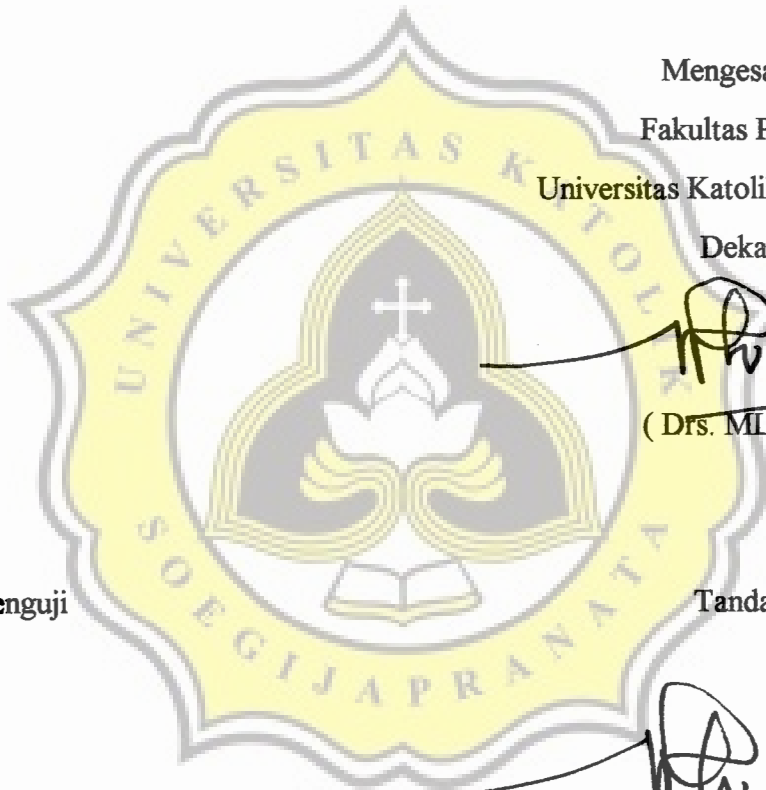 Mengesa
Fakultas P
Universitas Katoli
Deka
( Drs. ML
enguji
Tanda
UNIVERSITAS KATOLIK
SOEGIJAPRANATA